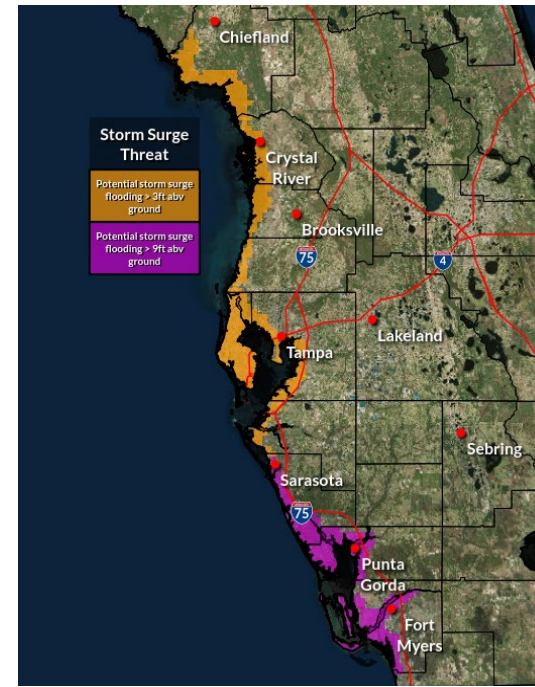 Chiefland
Storm Surge
Threat
Potential storm surge
flooding > 3ft abv
ground
Potential storm surge
flooding > 9ft abv
ground
Crystal
River
Brooksville
75
4
Lakeland
Tampa
Sebring
Sarasota
75
Punta
Gorda
Fort
Myers